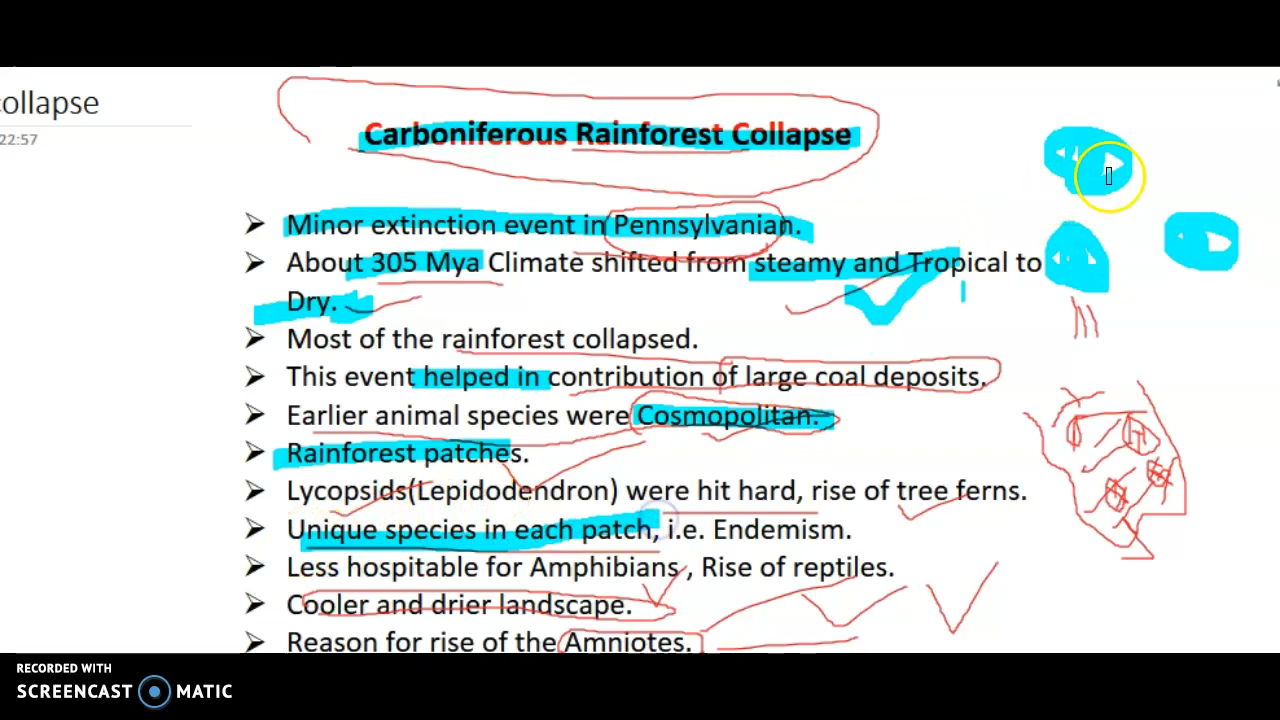 collapse
22:57
Carboniferous Rainforest Collapse
➢ Minor extinction event in Pennsylvanian.
➢ About 305 Mya Climate shifted from steamy and Tropical to
Dry.
➢ Most of the rainforest collapsed.
➢ This event helped in contribution of large coal deposits.
➢ Earlier animal species were Cosmopolitan.
➢ Rainforest patches.
➢ Lycopsids(Lepidodendron) were hit hard, rise of tree ferns.
➢ Unique species in each patch, i.e. Endemism.
➢ Less hospitable for Amphibians , Rise of reptiles.
➢ Cooler and drier landscape.
➢ Reason for rise of the Amniotes.
RECORDED WITH
SCREENCAST MATIC